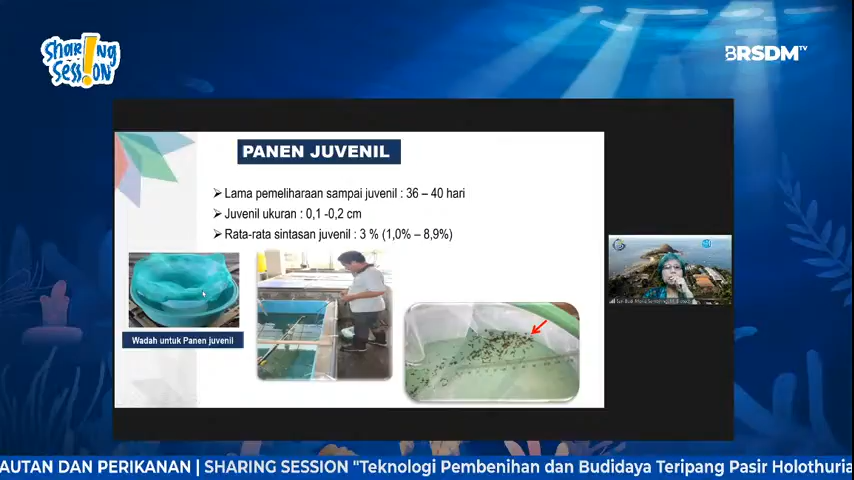 Sharing
Session
BRSDM TV
PANEN JUVENIL
➢ Lama pemeliharaan sampai juvenil : 36 – 40 hari
➢ Juvenil ukuran : 0,1 -0,2 cm
➢ Rata-rata sintasan juvenil : 3 % (1,0% – 8,9%)
Wadah untuk Panen juvenil
AUTAN DAN PERIKANAN | SHARING SESSION "Teknologi Pembenihan dan Budidaya Teripang Pasir Holothuria